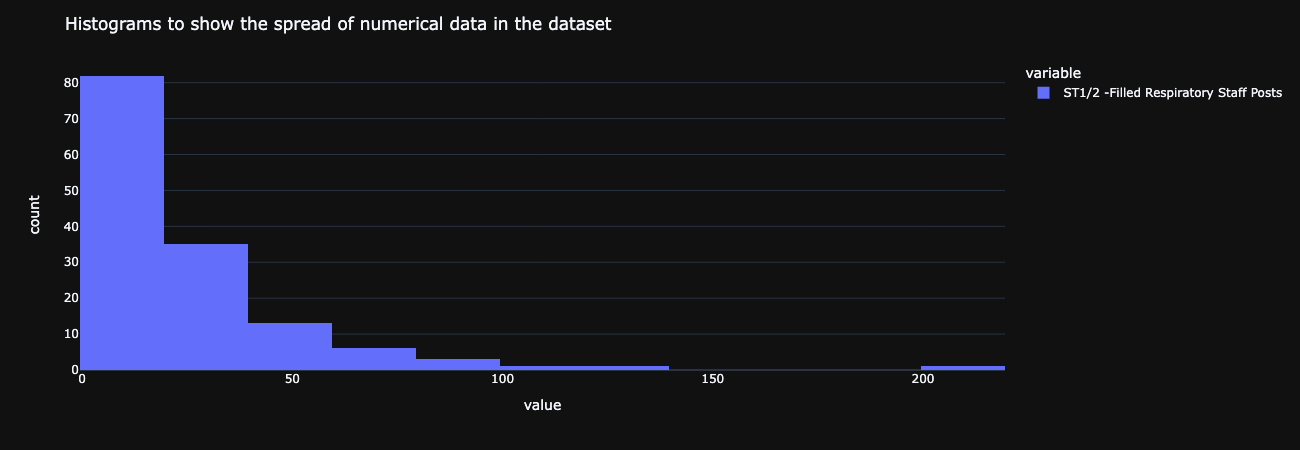 Histograms to show the spread of numerical data in the dataset
variable
ST1/2 -Filled Respiratory Staff Posts
count
80
70
60
50
40
30
20
10
0
0 50 100 150 200
value